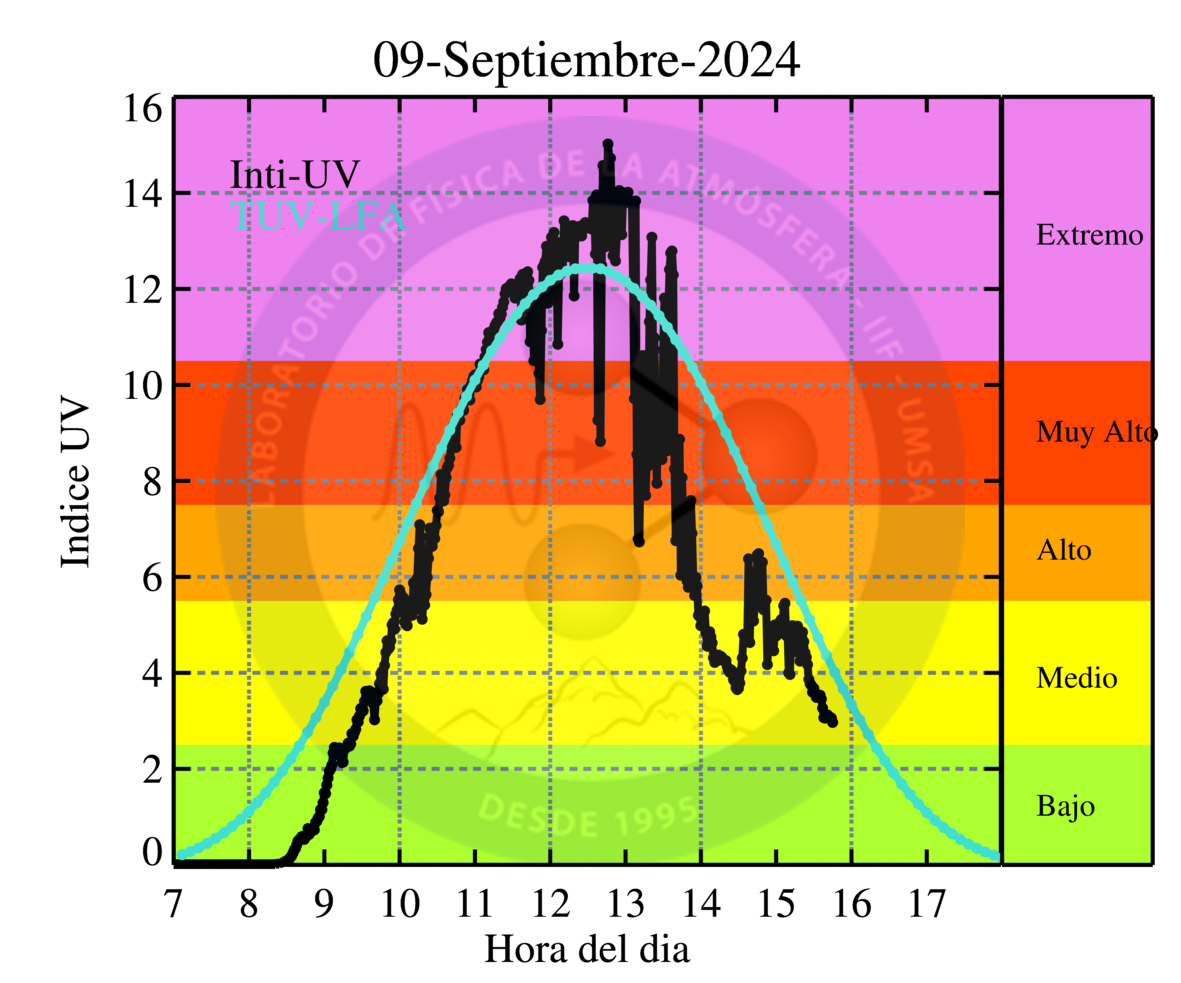 09-Septiembre-2024
16
14
12
10
8
6
4
2
0
Indice UV
Inti-UV
TUV-LFA
LABORATORIO DE FÍSICA DE LA ATMÓSFERA - IIF - UMSA
DESDE 1995
Extremo
Muy Alto
Alto
Medio
Bajo
7 8 9 10 11 12 13 14 15 16 17
Hora del dia